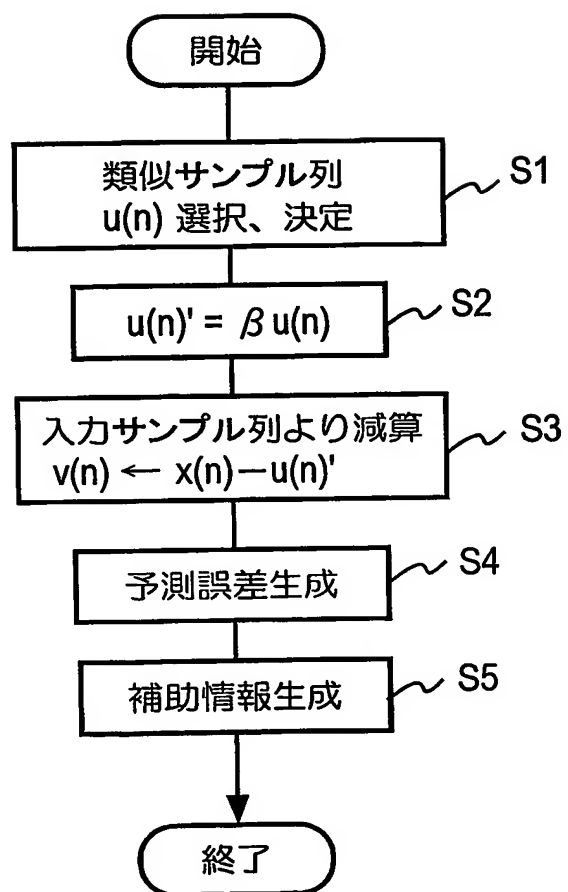 開始
類似サンプル列
u(n) 選択、決定
S1
u(n)' = β u(n)
S2
入力サンプル列より減算
v(n) ← x(n)−u(n)'
S3
予測誤差生成
S4
補助情報生成
S5
終了